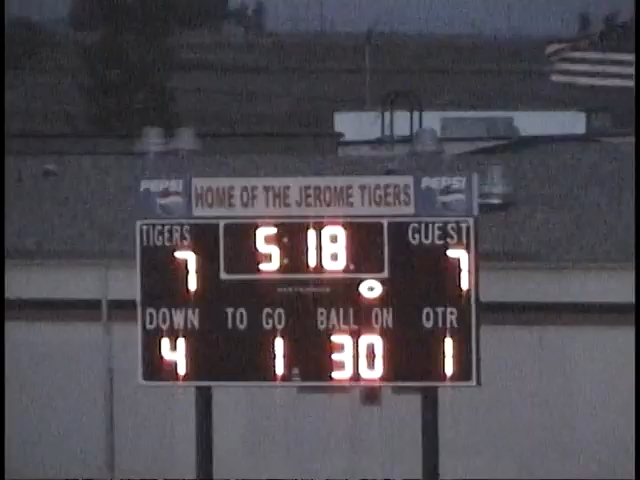 PEPSI HOME OF THE JEROME TIGERS PEPSI
TIGERS 5:18 GUEST
7 7
DOWN TO GO BALL ON QTR
4 1 30 1